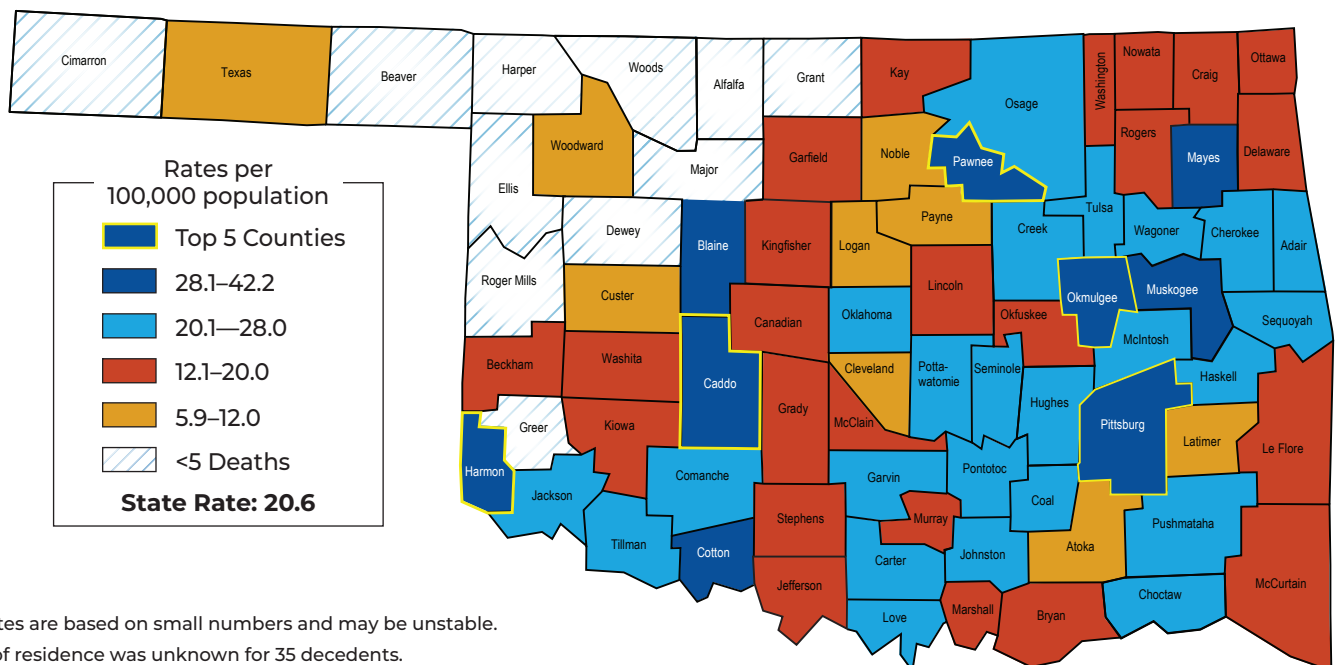 Cimarron
Texas
Beaver
Harper
Woods
Alfalfa
Grant
Kay
Osage
Washington
Nowata
Craig
Ottawa
Rogers
Mayes
Delaware
Woodward
Ellis
Major
Garfield
Noble
Pawnee
Rates per
100,000 population
Top 5 Counties
28.1–42.2
20.1—28.0
12.1–20.0
5.9–12.0
<5 Deaths
State Rate: 20.6
Dewey
Blaine
Kingfisher
Logan
Payne
Creek
Tulsa
Wagoner
Cherokee
Adair
Roger Mills
Custer
Canadian
Oklahoma
Lincoln
Okfuskee
Okmulgee
Muskogee
McIntosh
Sequoyah
Beckham
Washita
Caddo
Grady
Cleveland
McClain
Potta-
watomie
Seminole
Hughes
Pittsburg
Haskell
Latimer
Le Flore
Harmon
Greer
Kiowa
Jackson
Comanche
Tillman
Cotton
Stephens
Jefferson
Garvin
Murray
Carter
Love
Pontotoc
Johnston
Marshall
Coal
Atoka
Bryan
Pushmataha
Choctaw
McCurtain
tes are based on small numbers and may be unstable.
of residence was unknown for 35 decedents.